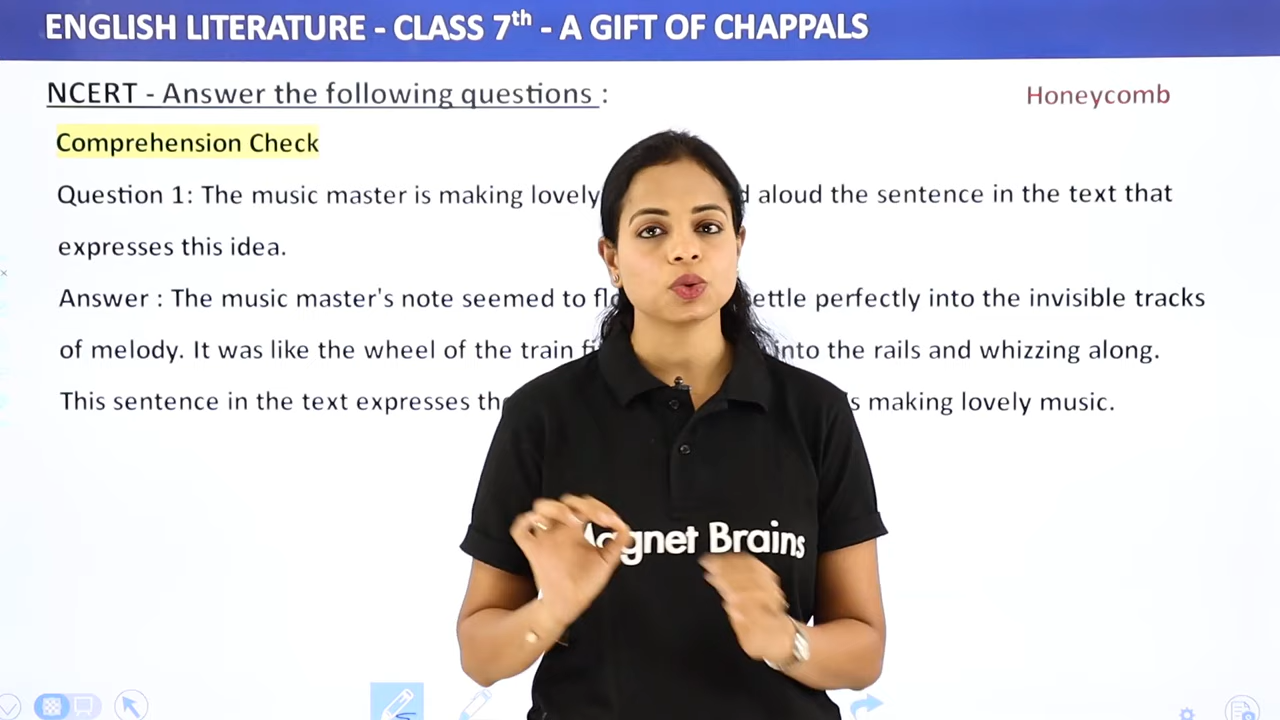 ENGLISH LITERATURE - CLASS 7th - A GIFT OF CHAPPALS
NCERT - Answer the following questions :
Honeycomb
Comprehension Check
Question 1: The music master is making lovely aloud the sentence in the text that
expresses this idea.
Answer : The music master's note seemed to perfectly into the invisible tracks
of melody. It was like the wheel of the train into the rails and whizzing along.
This sentence in the text expresses making lovely music.
Magnet Brains